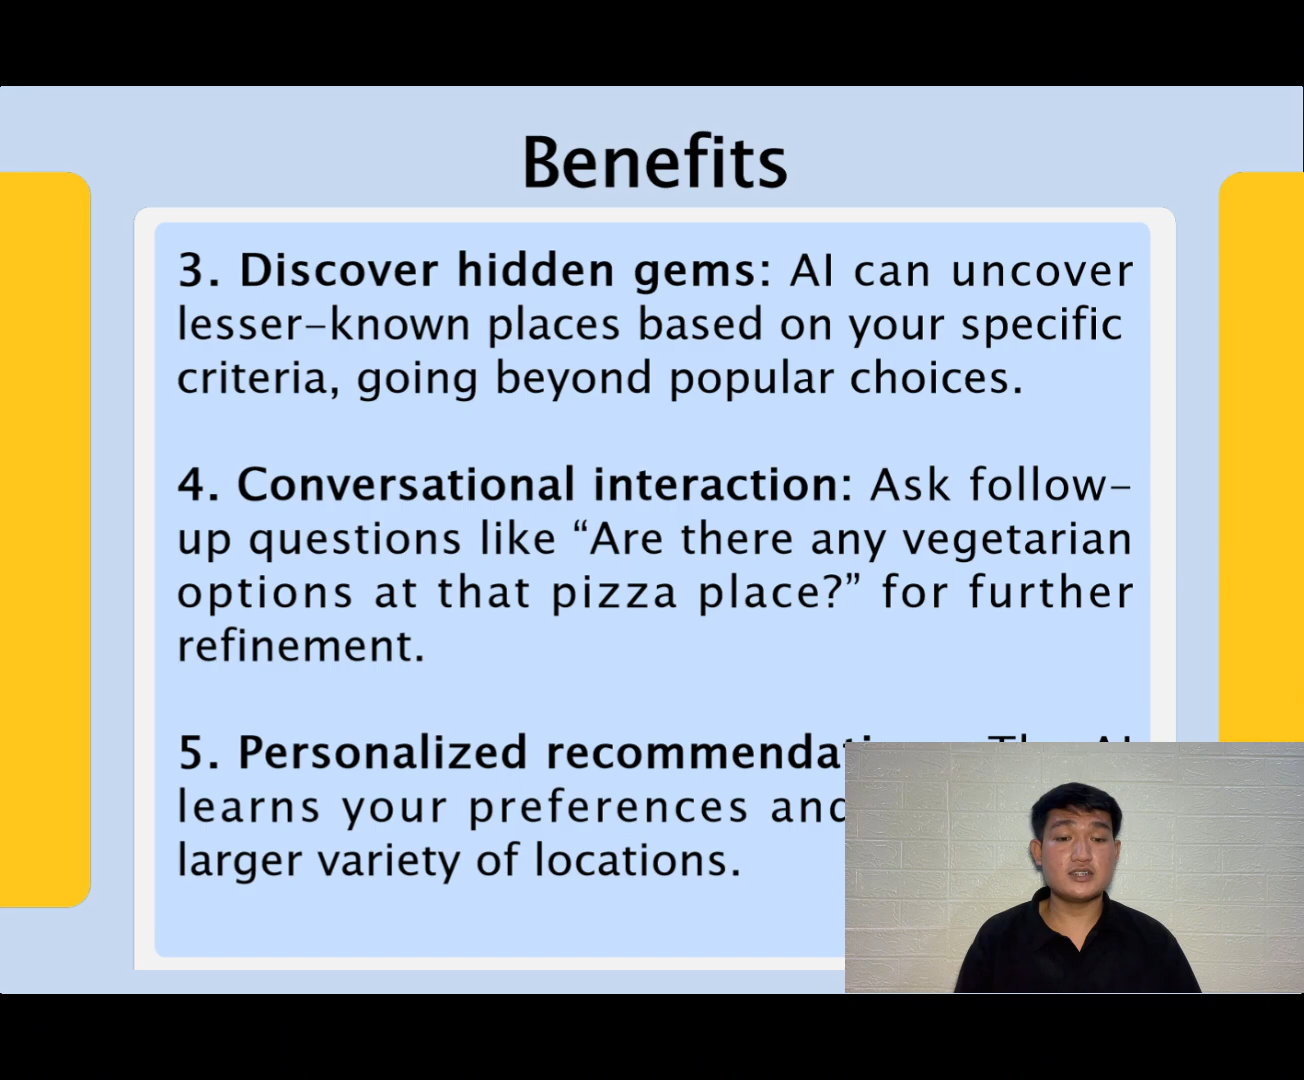 Benefits
3. Discover hidden gems: AI can uncover
lesser-known places based on your specific
criteria, going beyond popular choices.
4. Conversational interaction: Ask follow-
up questions like “Are there any vegetarian
options at that pizza place?” for further
refinement.
5. Personalized
learns your preferences
larger variety of locations.